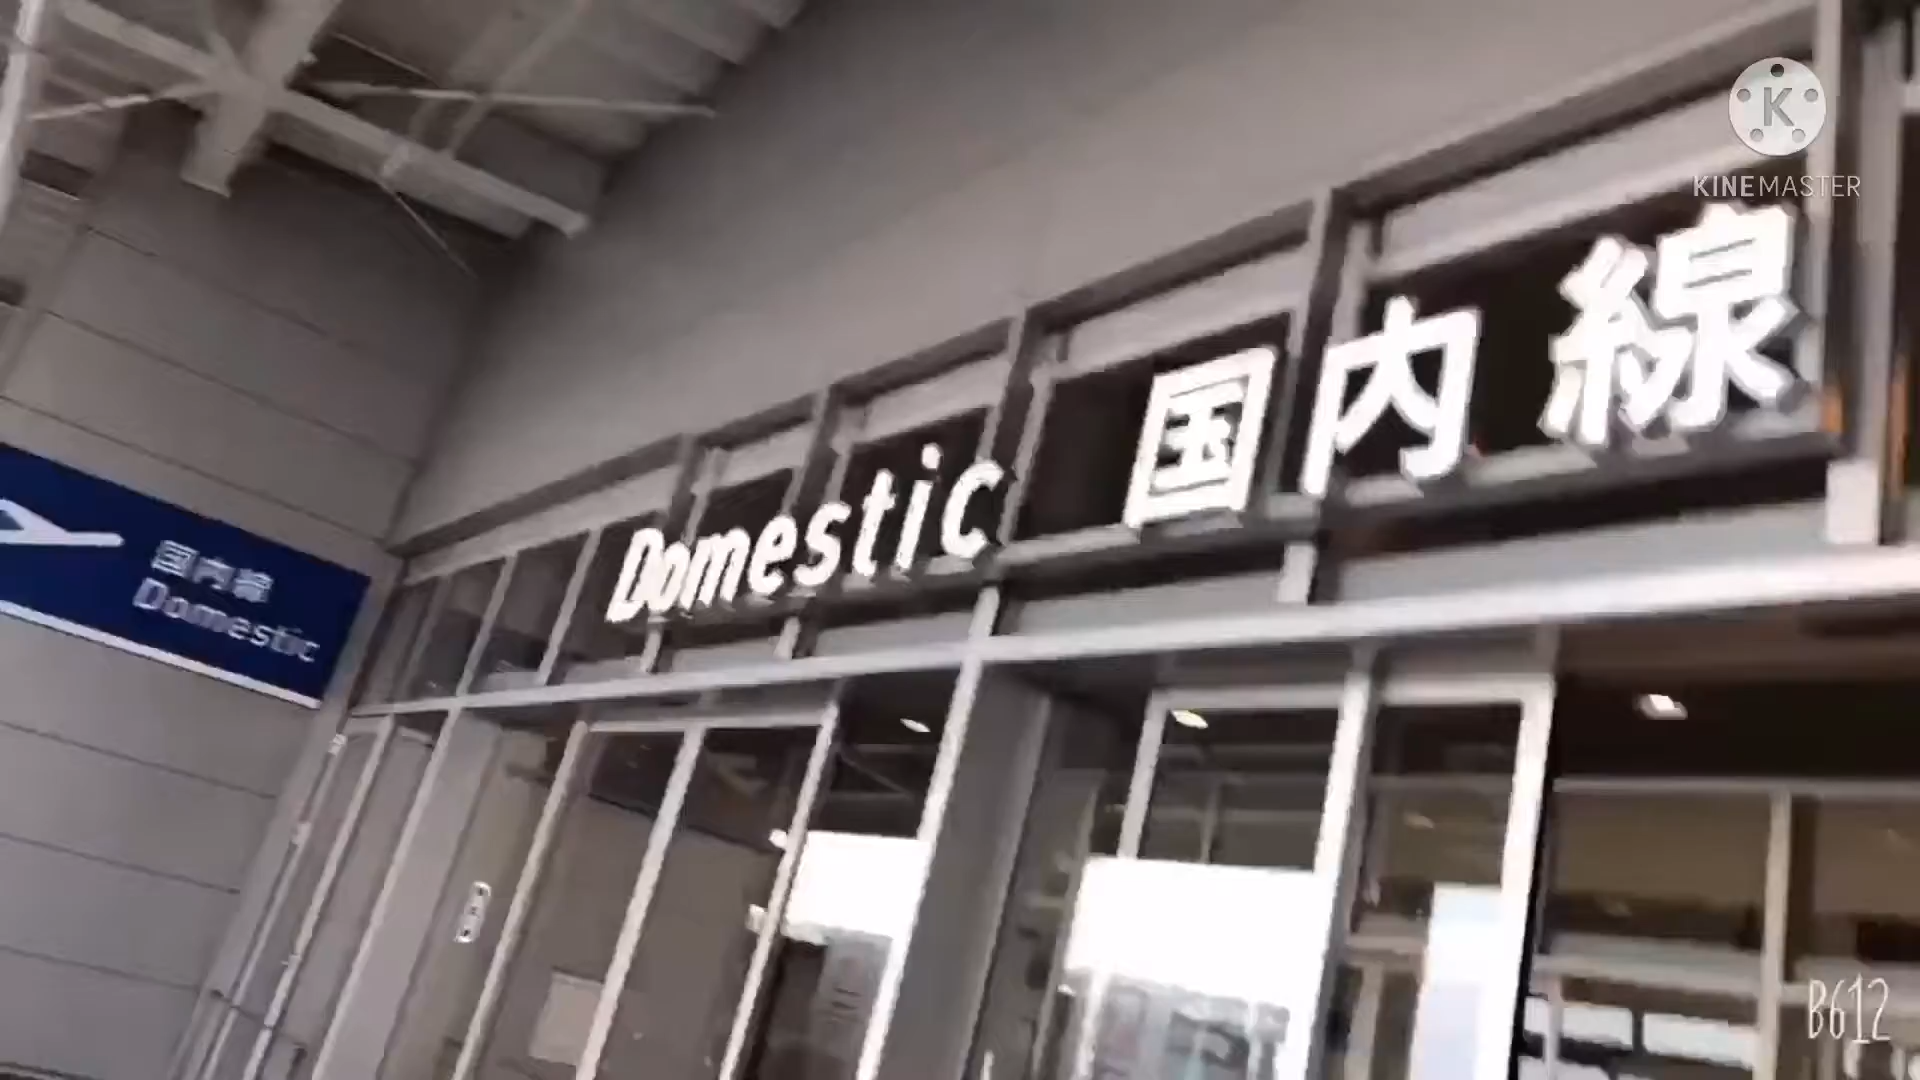 Domestic 国内線
国内線
Domestic
K
KINEMASTER
B612